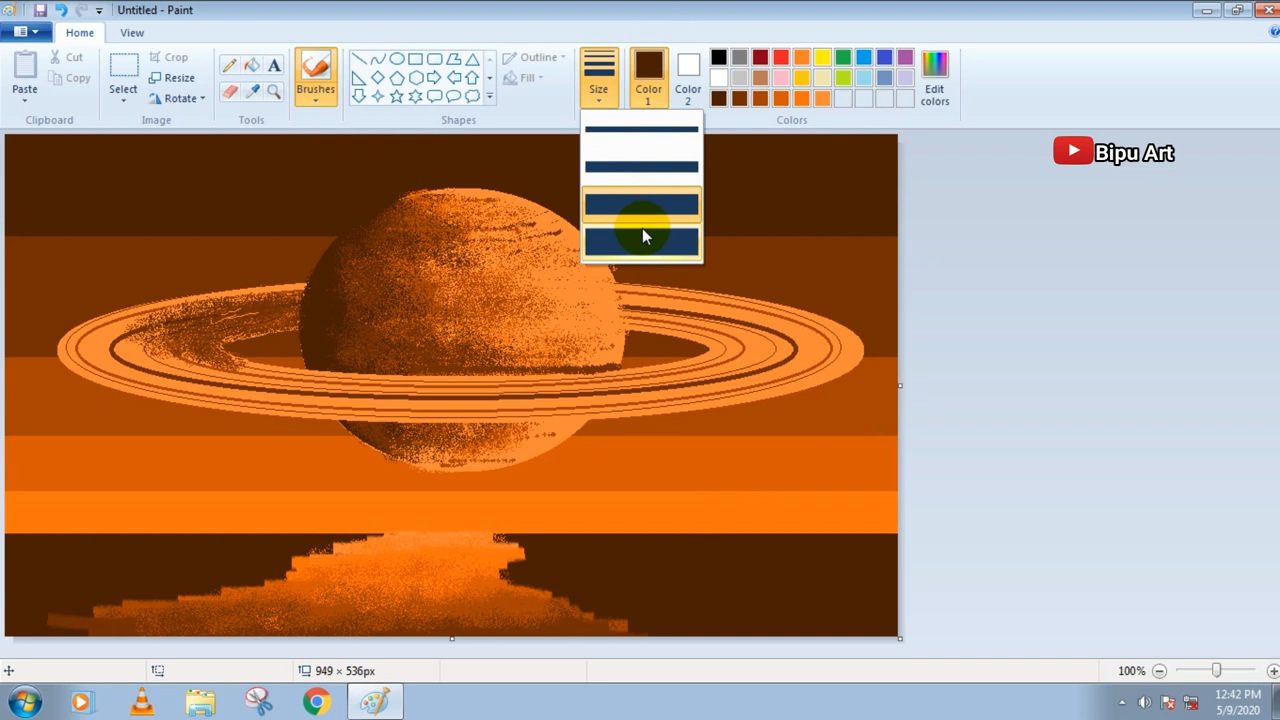 Untitled - Paint
Home
View
Paste
Cut
Copy
Clipboard
Select
Crop
Resize
Rotate
Image
A
Tools
Brushes
Outline
Fill
Shapes
Size
Color
1
Color
2
Edit
colors
Colors
Bipu Art
949 × 536px
100%
12:42 PM
5/9/2020